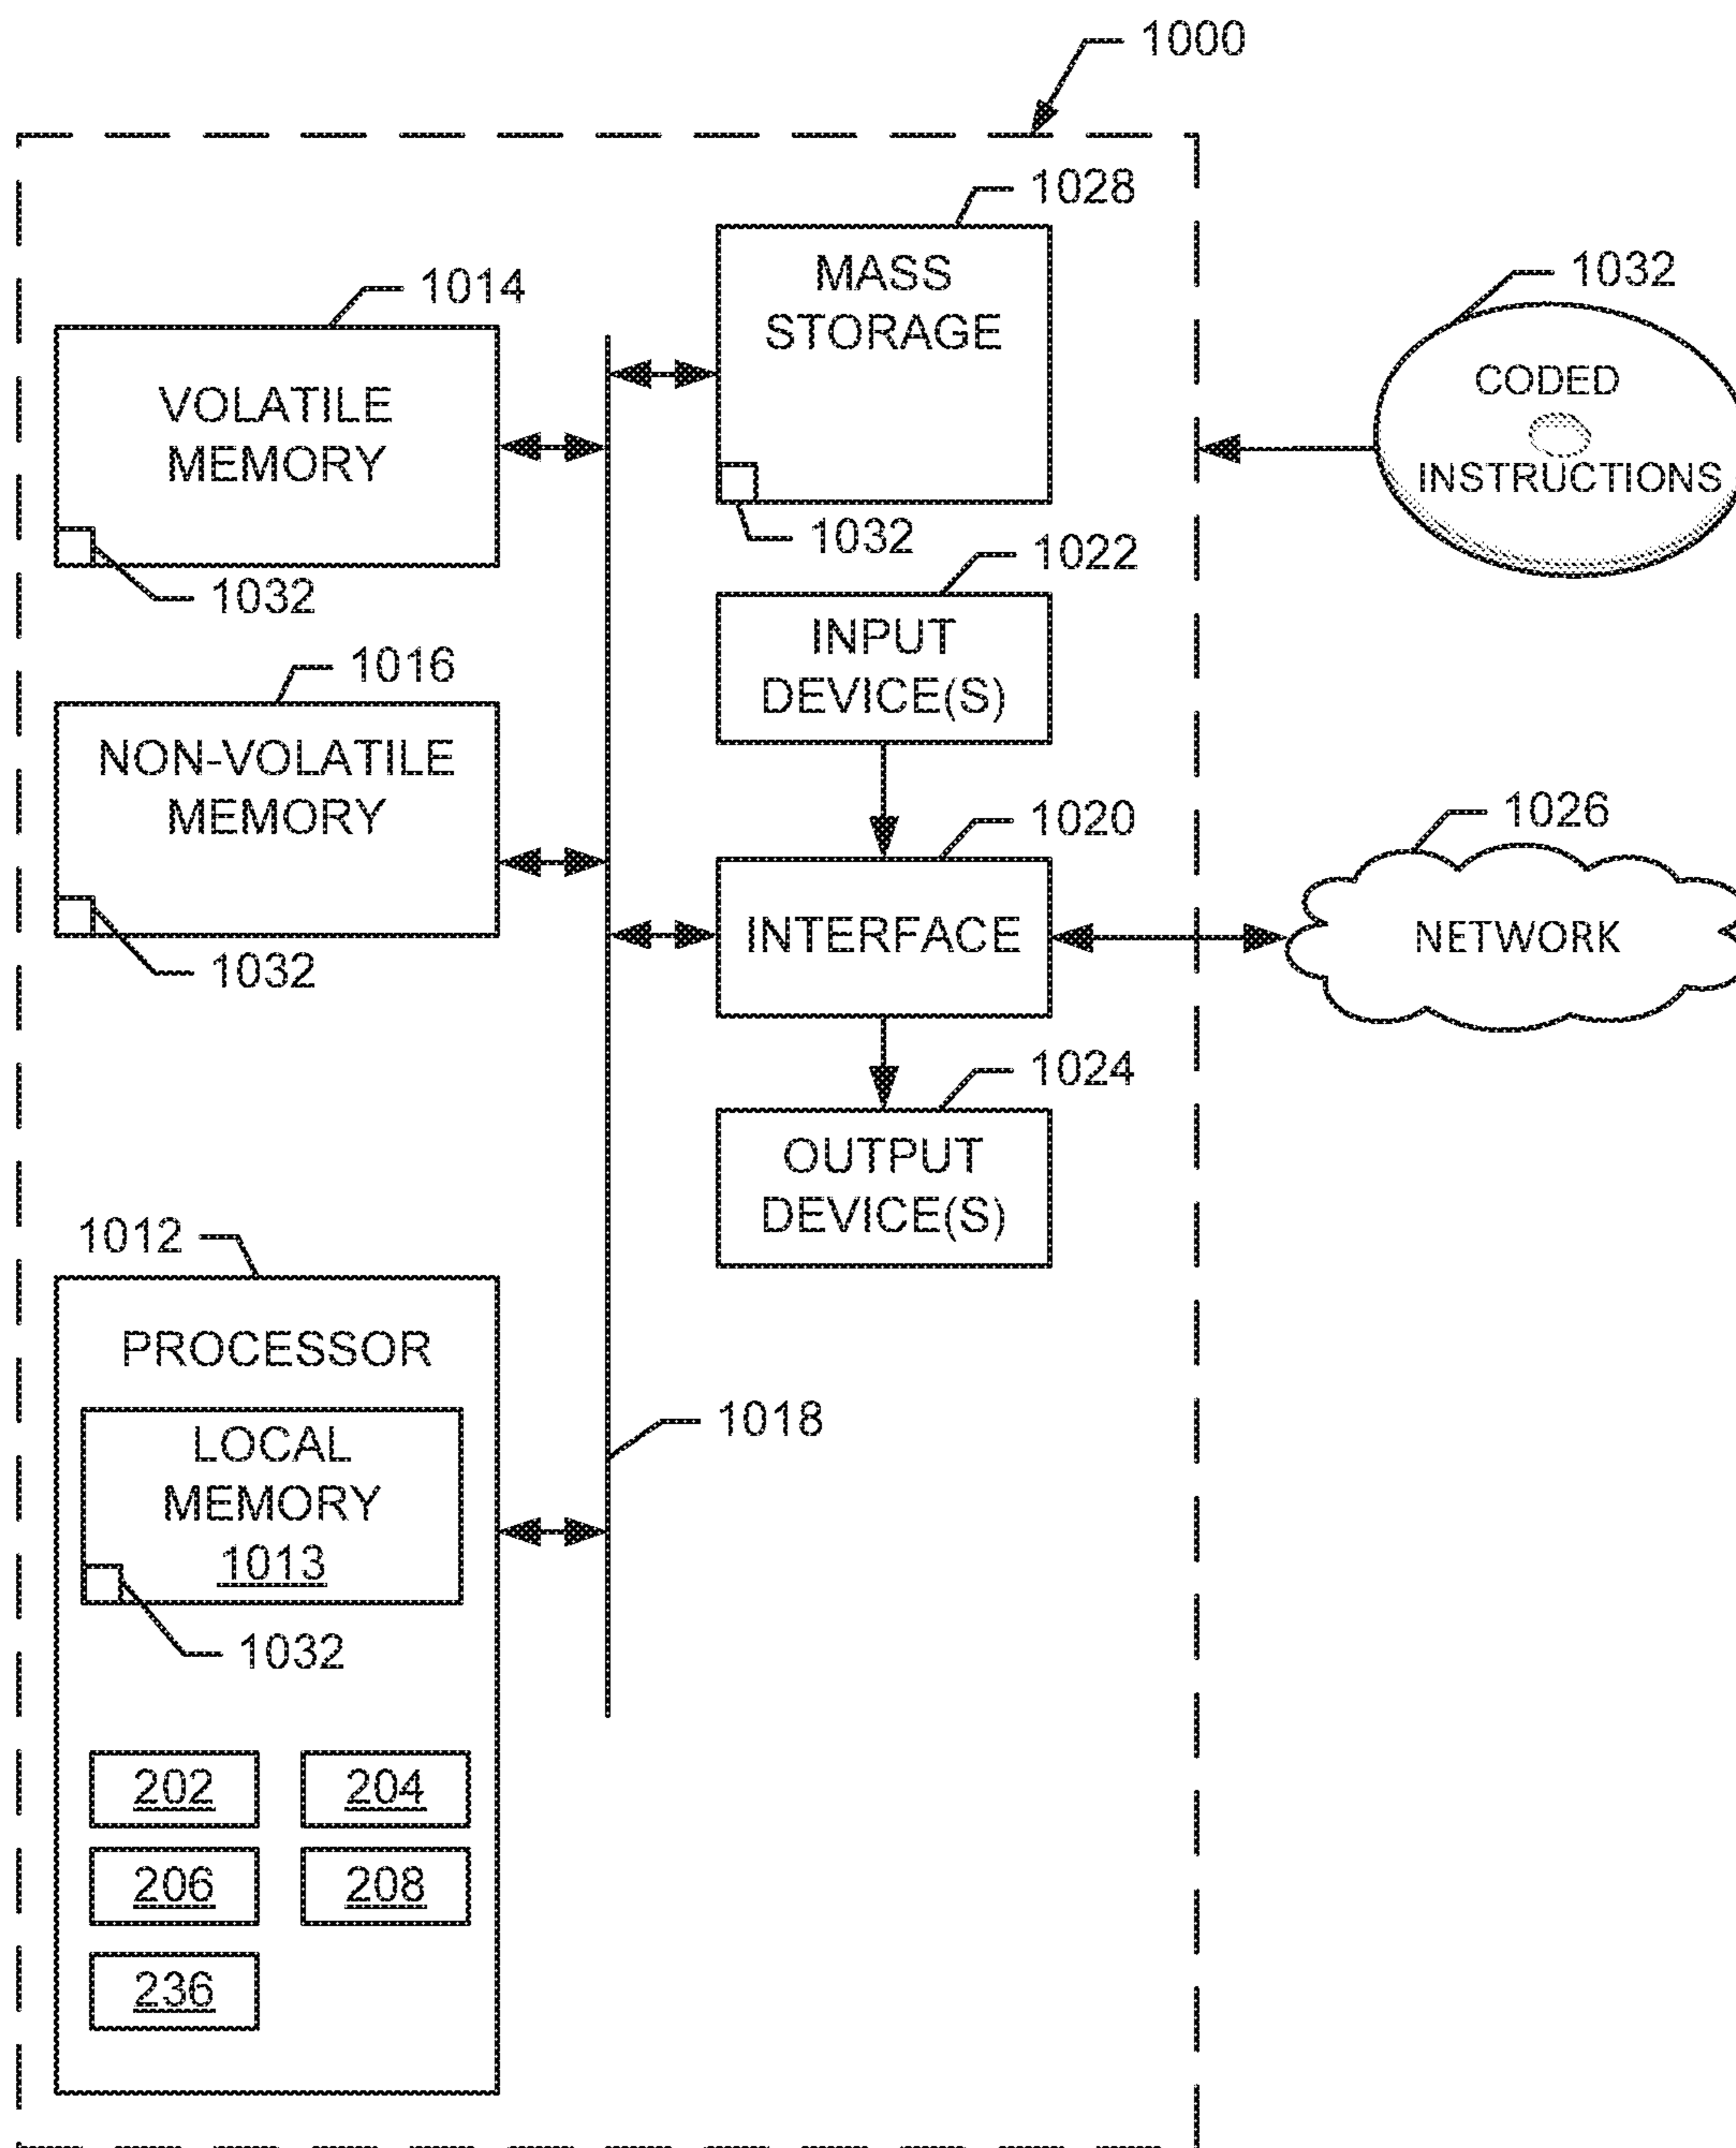 1000
1028
MASS
STORAGE
1032
1014
VOLATILE
MEMORY
1032
1032
CODED
INSTRUCTIONS
1022
INPUT
DEVICE(S)
1016
NON-VOLATILE
MEMORY
1032
1020
INTERFACE
1026
NETWORK
1024
OUTPUT
DEVICE(S)
1012
PROCESSOR
LOCAL
MEMORY
1013
1032
1018
202
204
206
208
236